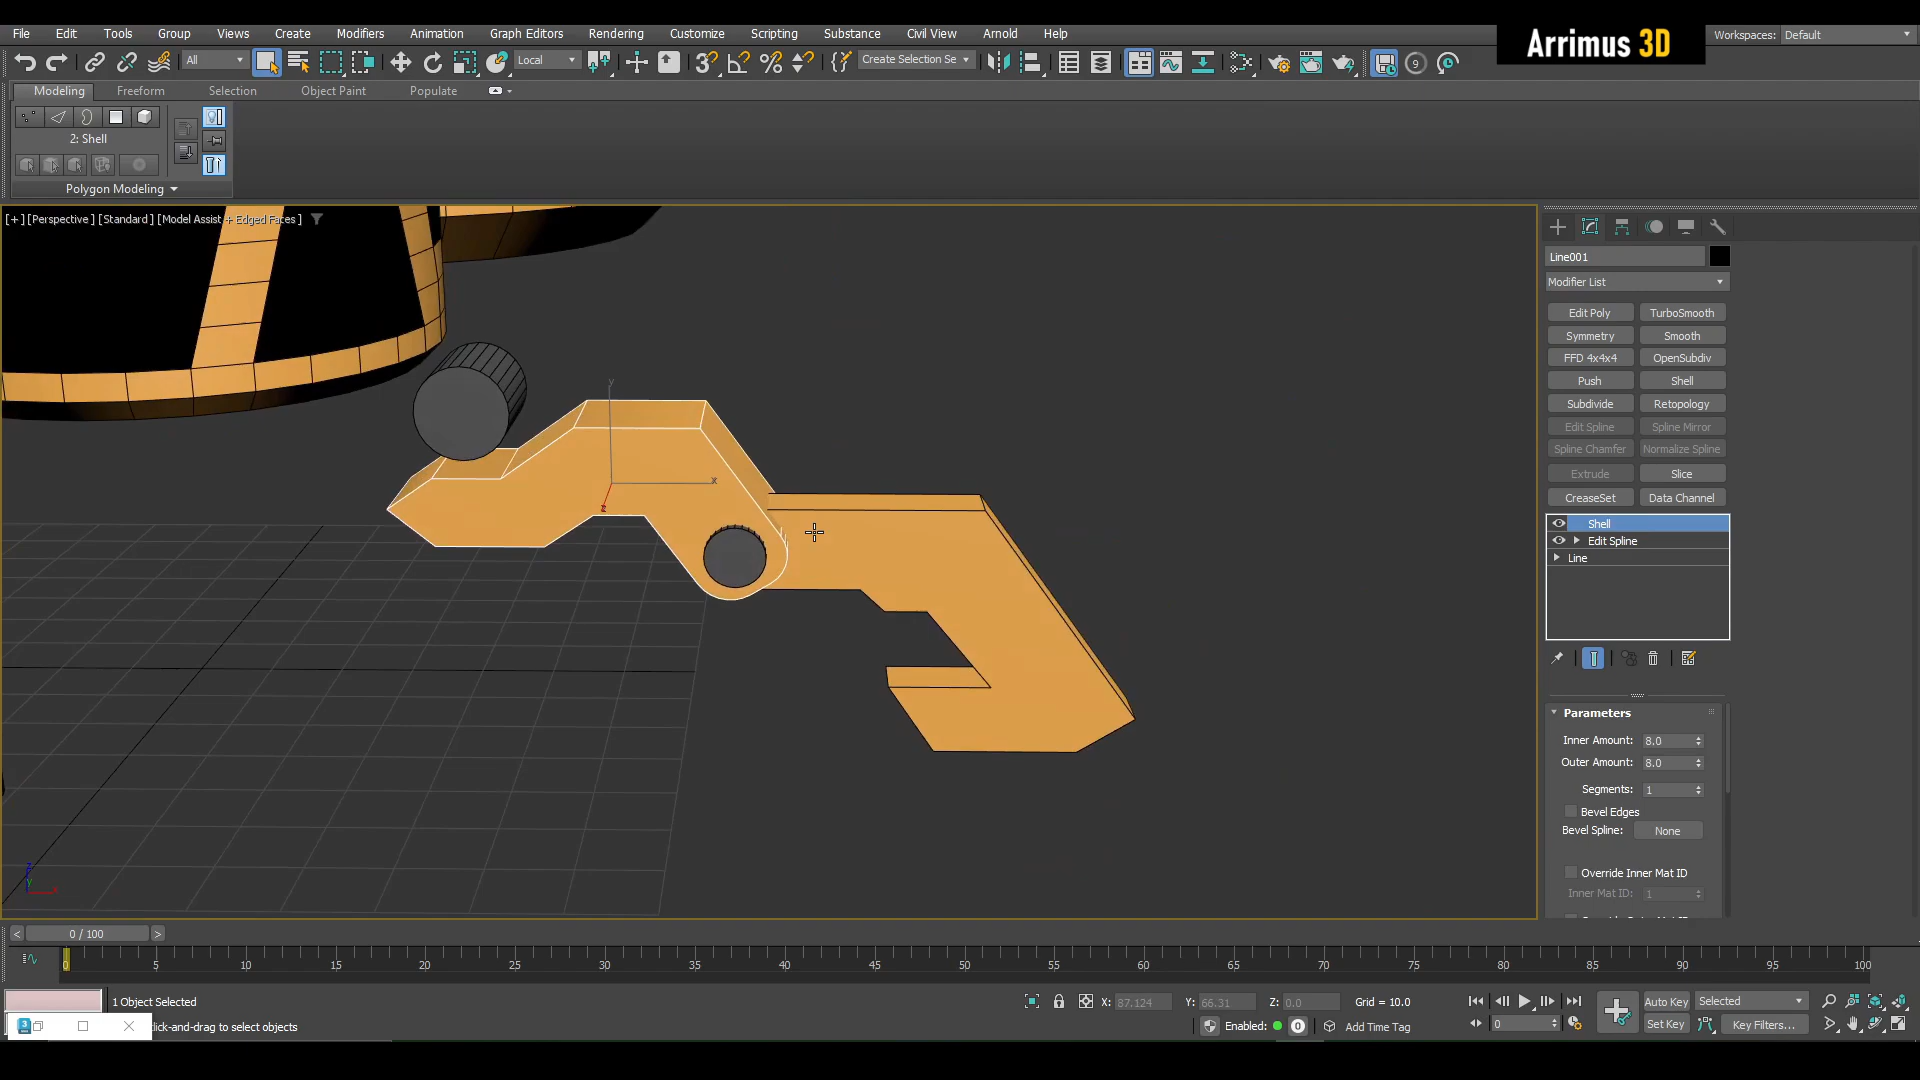 File Edit Tools Group Views Create Modifiers Animation Graph Editors Rendering Customize Scripting Substance Civil View Arnold Help
Arrimus 3D
Workspaces: Default
All
Local
Create Selection Se
Modeling Freeform Selection Object Paint Populate
2: Shell
Polygon Modeling
[+] [Perspective] [Standard] [Model Assist + Edged Faces]
Line001
Modifier List
Edit Poly TurboSmooth
Symmetry Smooth
FFD 4x4x4 OpenSubdiv
Push Shell
Subdivide Retopology
Edit Spline Spline Mirror
Spline Chamfer Normalize Spline
Extrude Slice
CreaseSet Data Channel
Shell
Edit Spline
Line
Parameters
Inner Amount: 8.0
Outer Amount: 8.0
Segments: 1
Bevel Edges
Bevel Spline: None
Override Inner Mat ID
Inner Mat ID: 1
y
x
z
z
y
x
< 0 / 100 >
0 5 10 15 20 25 30 35 40 45 50 55 60 65 70 75 80 85 90 95 100
1 Object Selected
X: 87.124 Y: 66.31 Z: 0.0 Grid = 10.0
Auto Key Selected
click-and-drag to select objects
Enabled: 0 Add Time Tag
0
Set Key Key Filters...